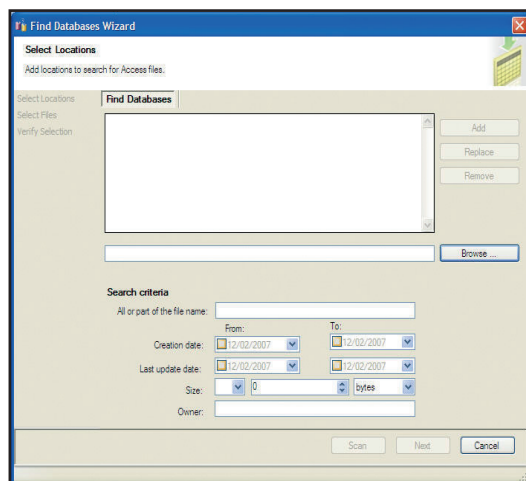 Find Databases Wizard
Select Locations
Add locations to search for Access files.
Select Locations
Select Files
Verify Selection
Find Databases
Add
Replace
Remove
Browse ...
Search criteria
All or part of the file name:
From: To:
Creation date: 12/02/2007 12/02/2007
Last update date: 12/02/2007 12/02/2007
Size: 0 bytes
Owner:
Scan Next Cancel